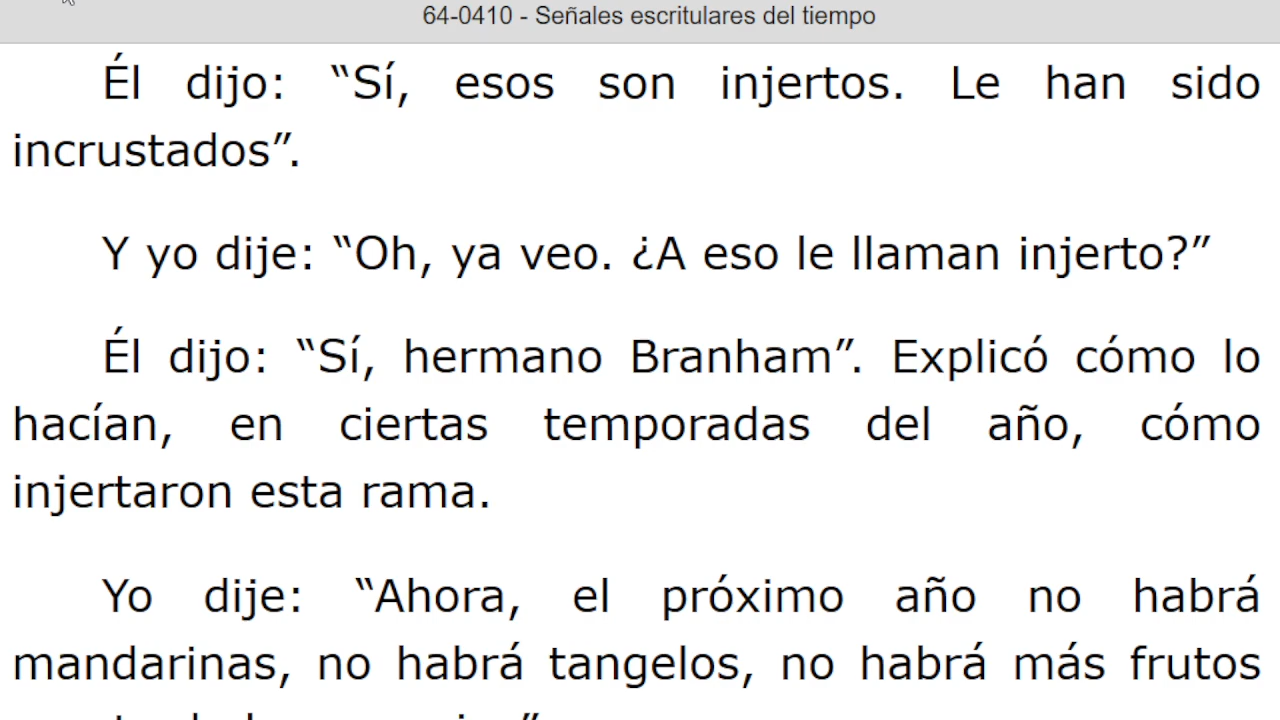 64-0410 - Señales escritulares del tiempo
Él dijo: “Sí, esos son injertos. Le han sido
incrustados”.
Y yo dije: “Oh, ya veo. ¿A eso le llaman injerto?”
Él dijo: “Sí, hermano Branham”. Explicó cómo lo
hacían, en ciertas temporadas del año, cómo
injertaron esta rama.
Yo dije: “Ahora, el próximo año no habrá
mandarinas, no habrá tangelos, no habrá más frutos